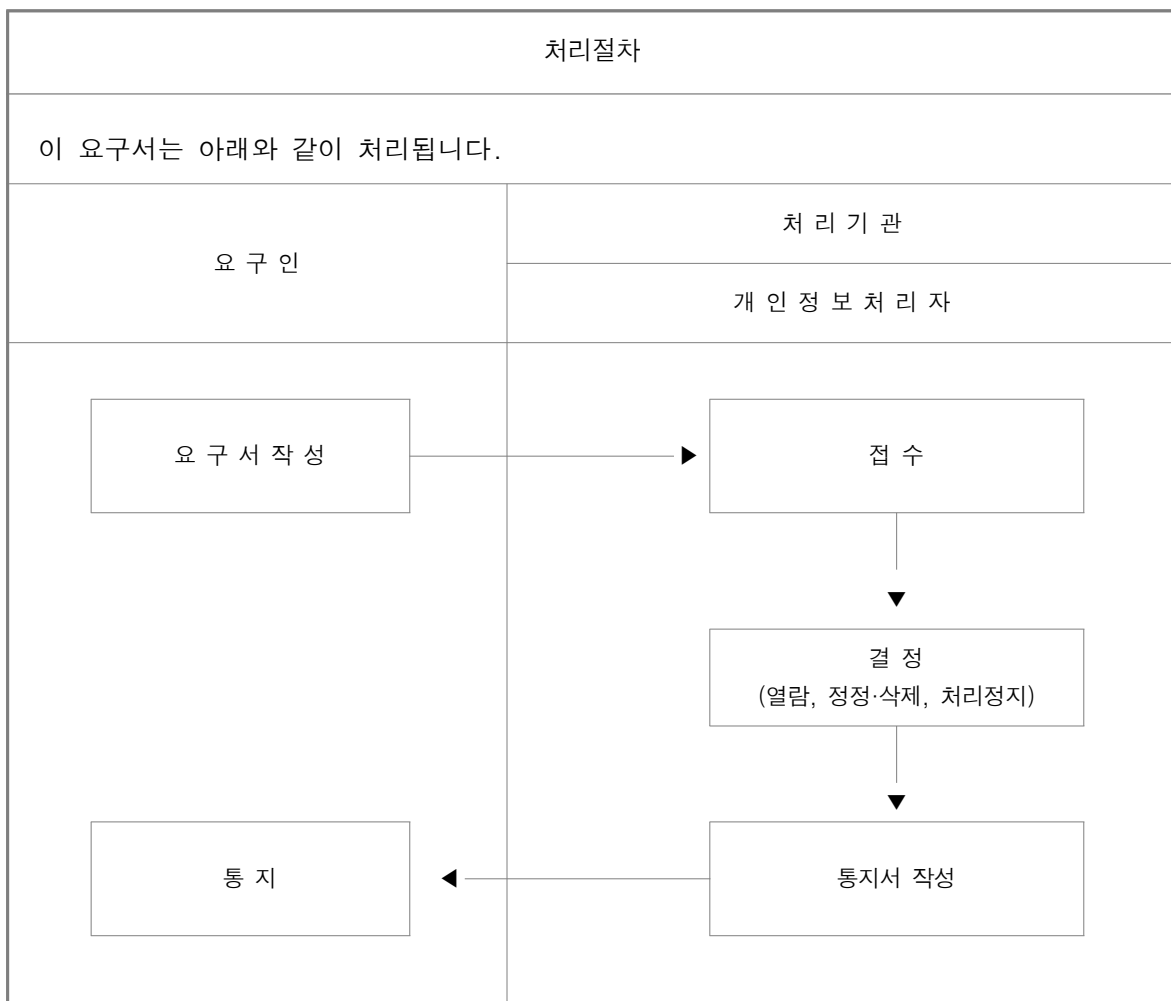 처리절차
이 요구서는 아래와 같이 처리됩니다.
요 구 인
처 리 기 관
개 인 정 보 처 리 자
요 구 서 작 성
접 수
결 정
(열람, 정정·삭제, 처리정지)
통 지
통지서 작성